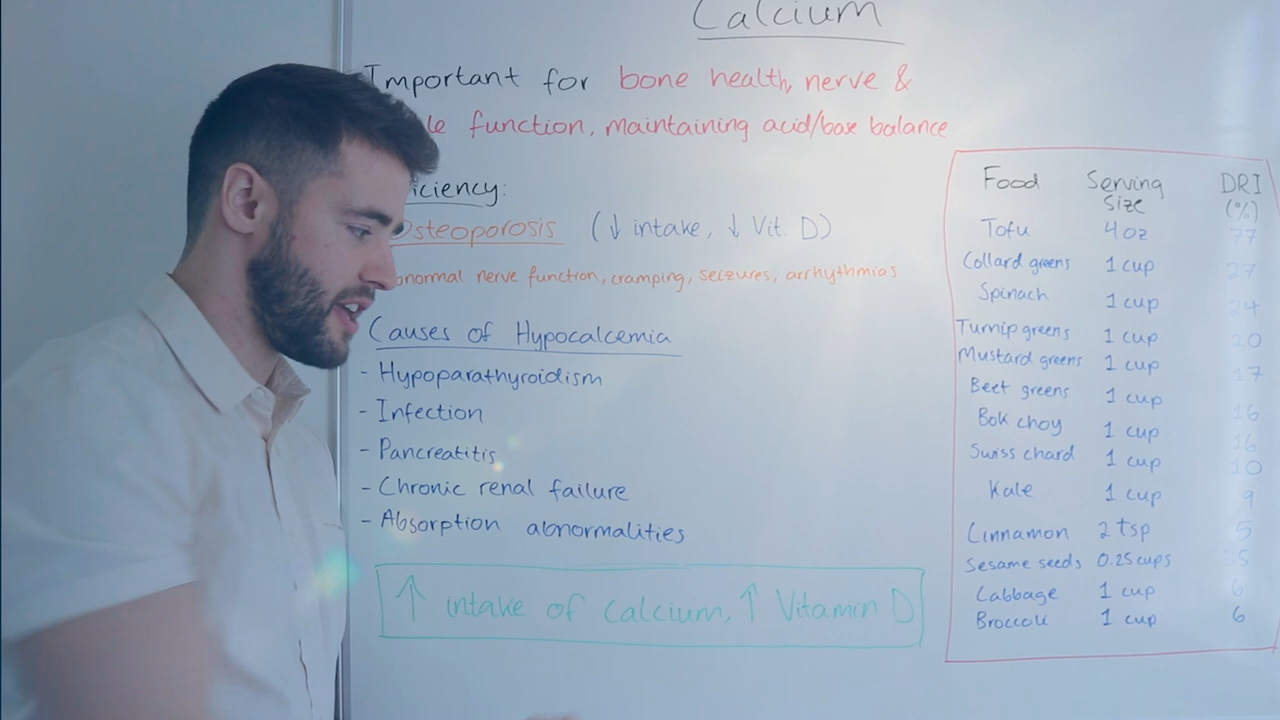 Calcium
Important for bone health, nerve &
le function, maintaining acid/base balance
iciency:
Osteoporosis (↓ intake, ↓ Vit. D)
onormal nerve function, cramping, seizures, arrhythmias
Causes of Hypocalcemia
- Hypoparathyroidism
- Infection
- Pancreatitis
- Chronic renal failure
- Absorption abnormalities
↑ intake of calcium, ↑ Vitamin D
Food Serving Size DRI (%)
Tofu 4 oz 77
Collard greens 1 cup 27
Spinach 1 cup 24
Turnip greens 1 cup 20
Mustard greens 1 cup 17
Beet greens 1 cup 16
Bok choy 1 cup 16
Swiss chard 1 cup 10
Kale 1 cup 9
Cinnamon 2 tsp 5
Sesame seeds 0.25 cups
Cabbage 1 cup 6
Broccoli 1 cup 6